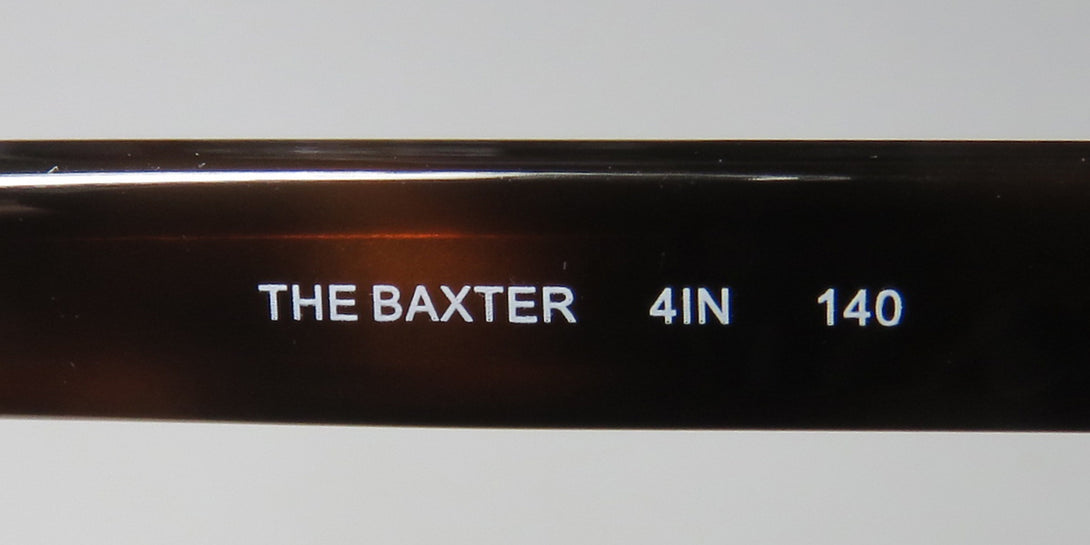 THE BAXTER 4IN 140